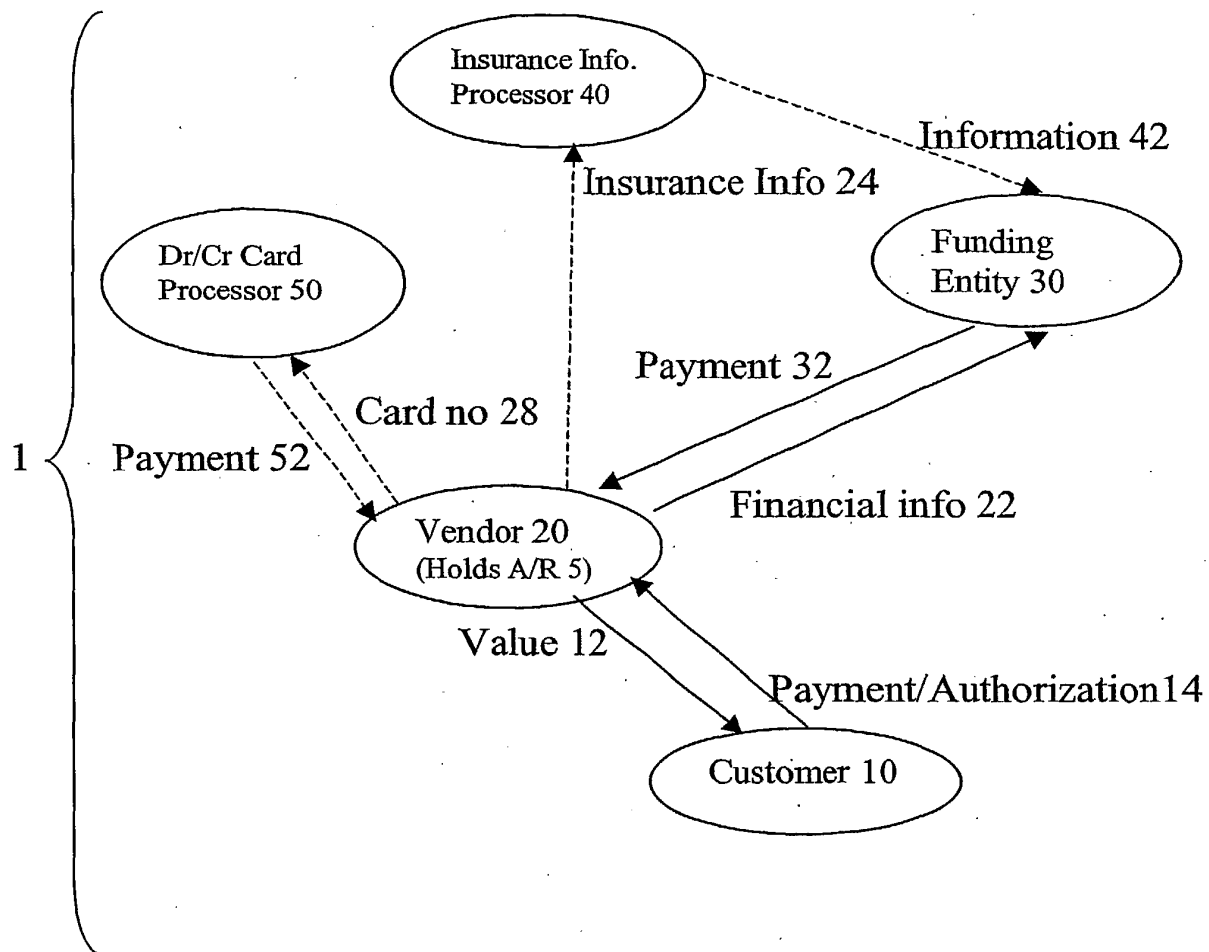 Insurance Info.
Processor 40
Information 42
Insurance Info 24
Dr/Cr Card
Processor 50
Funding
Entity 30
Payment 32
Card no 28
1
Payment 52
Financial info 22
Vendor 20
(Holds A/R 5)
Value 12
Payment/Authorization14
Customer 10